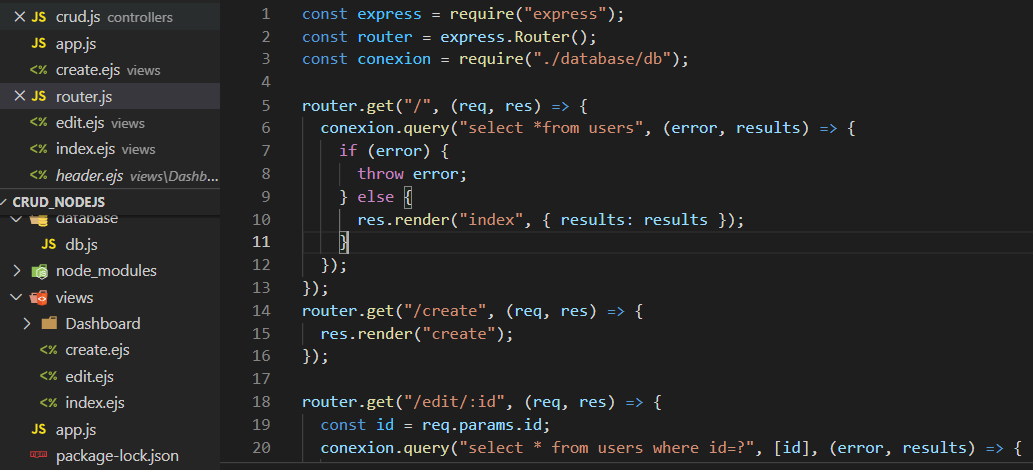 JS crud.js controllers
JS app.js
<%> create.ejs views
JS router.js
<%> edit.ejs views
<%> index.ejs views
<%> header.ejs views\Dashb...
CRUD_NODEJS
database
JS db.js
node_modules
views
Dashboard
<%> create.ejs
<%> edit.ejs
<%> index.ejs
JS app.js
package-lock.json
1 const express = require("express");
2 const router = express.Router();
3 const conexion = require("./database/db");
4
5 router.get("/", (req, res) => {
6   conexion.query("select *from users", (error, results) => {
7     if (error) {
8       throw error;
9     } else {
10       res.render("index", { results: results });
11     }
12   });
13 });
14 router.get("/create", (req, res) => {
15   res.render("create");
16 });
17
18 router.get("/edit/:id", (req, res) => {
19   const id = req.params.id;
20   conexion.query("select * from users where id=?", [id], (error, results) => {